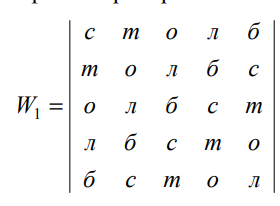 с т о л б
т о л б с
W₁ = о л б с т
л б с т о
б с т о л